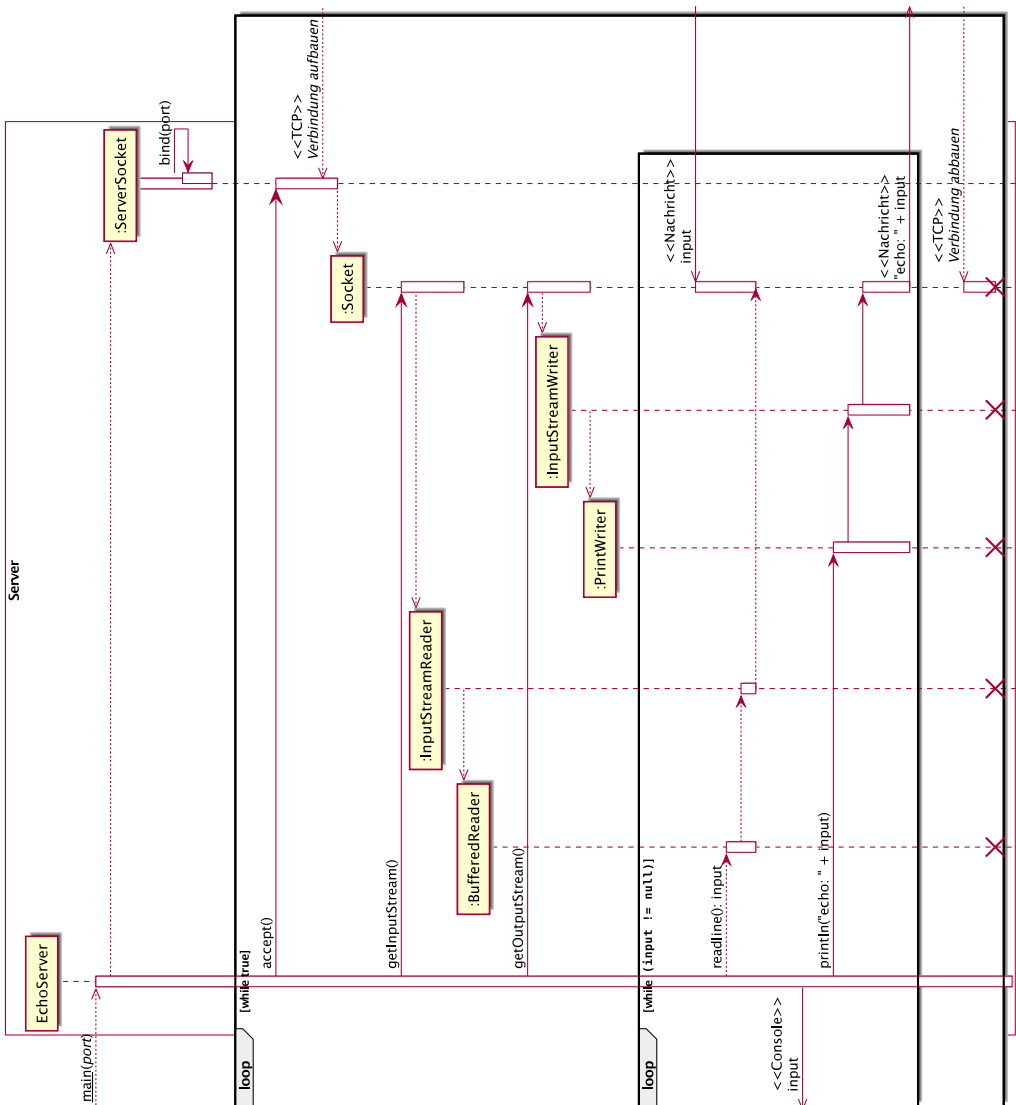 Server
EchoServer
main(port)
:ServerSocket
bind(port)
loop
[while true]
accept()
<<TCP>>
Verbindung aufbauen
:Socket
getInputStream()
:InputStreamReader
:BufferedReader
getOutputStream()
:InputStreamWriter
:PrintWriter
loop
[while (input != null)]
<<Nachricht>>
input
readline(): input
<<Console>>
input
println("echo: " + input)
<<Nachricht>>
"echo: " + input
<<TCP>>
Verbindung abbauen